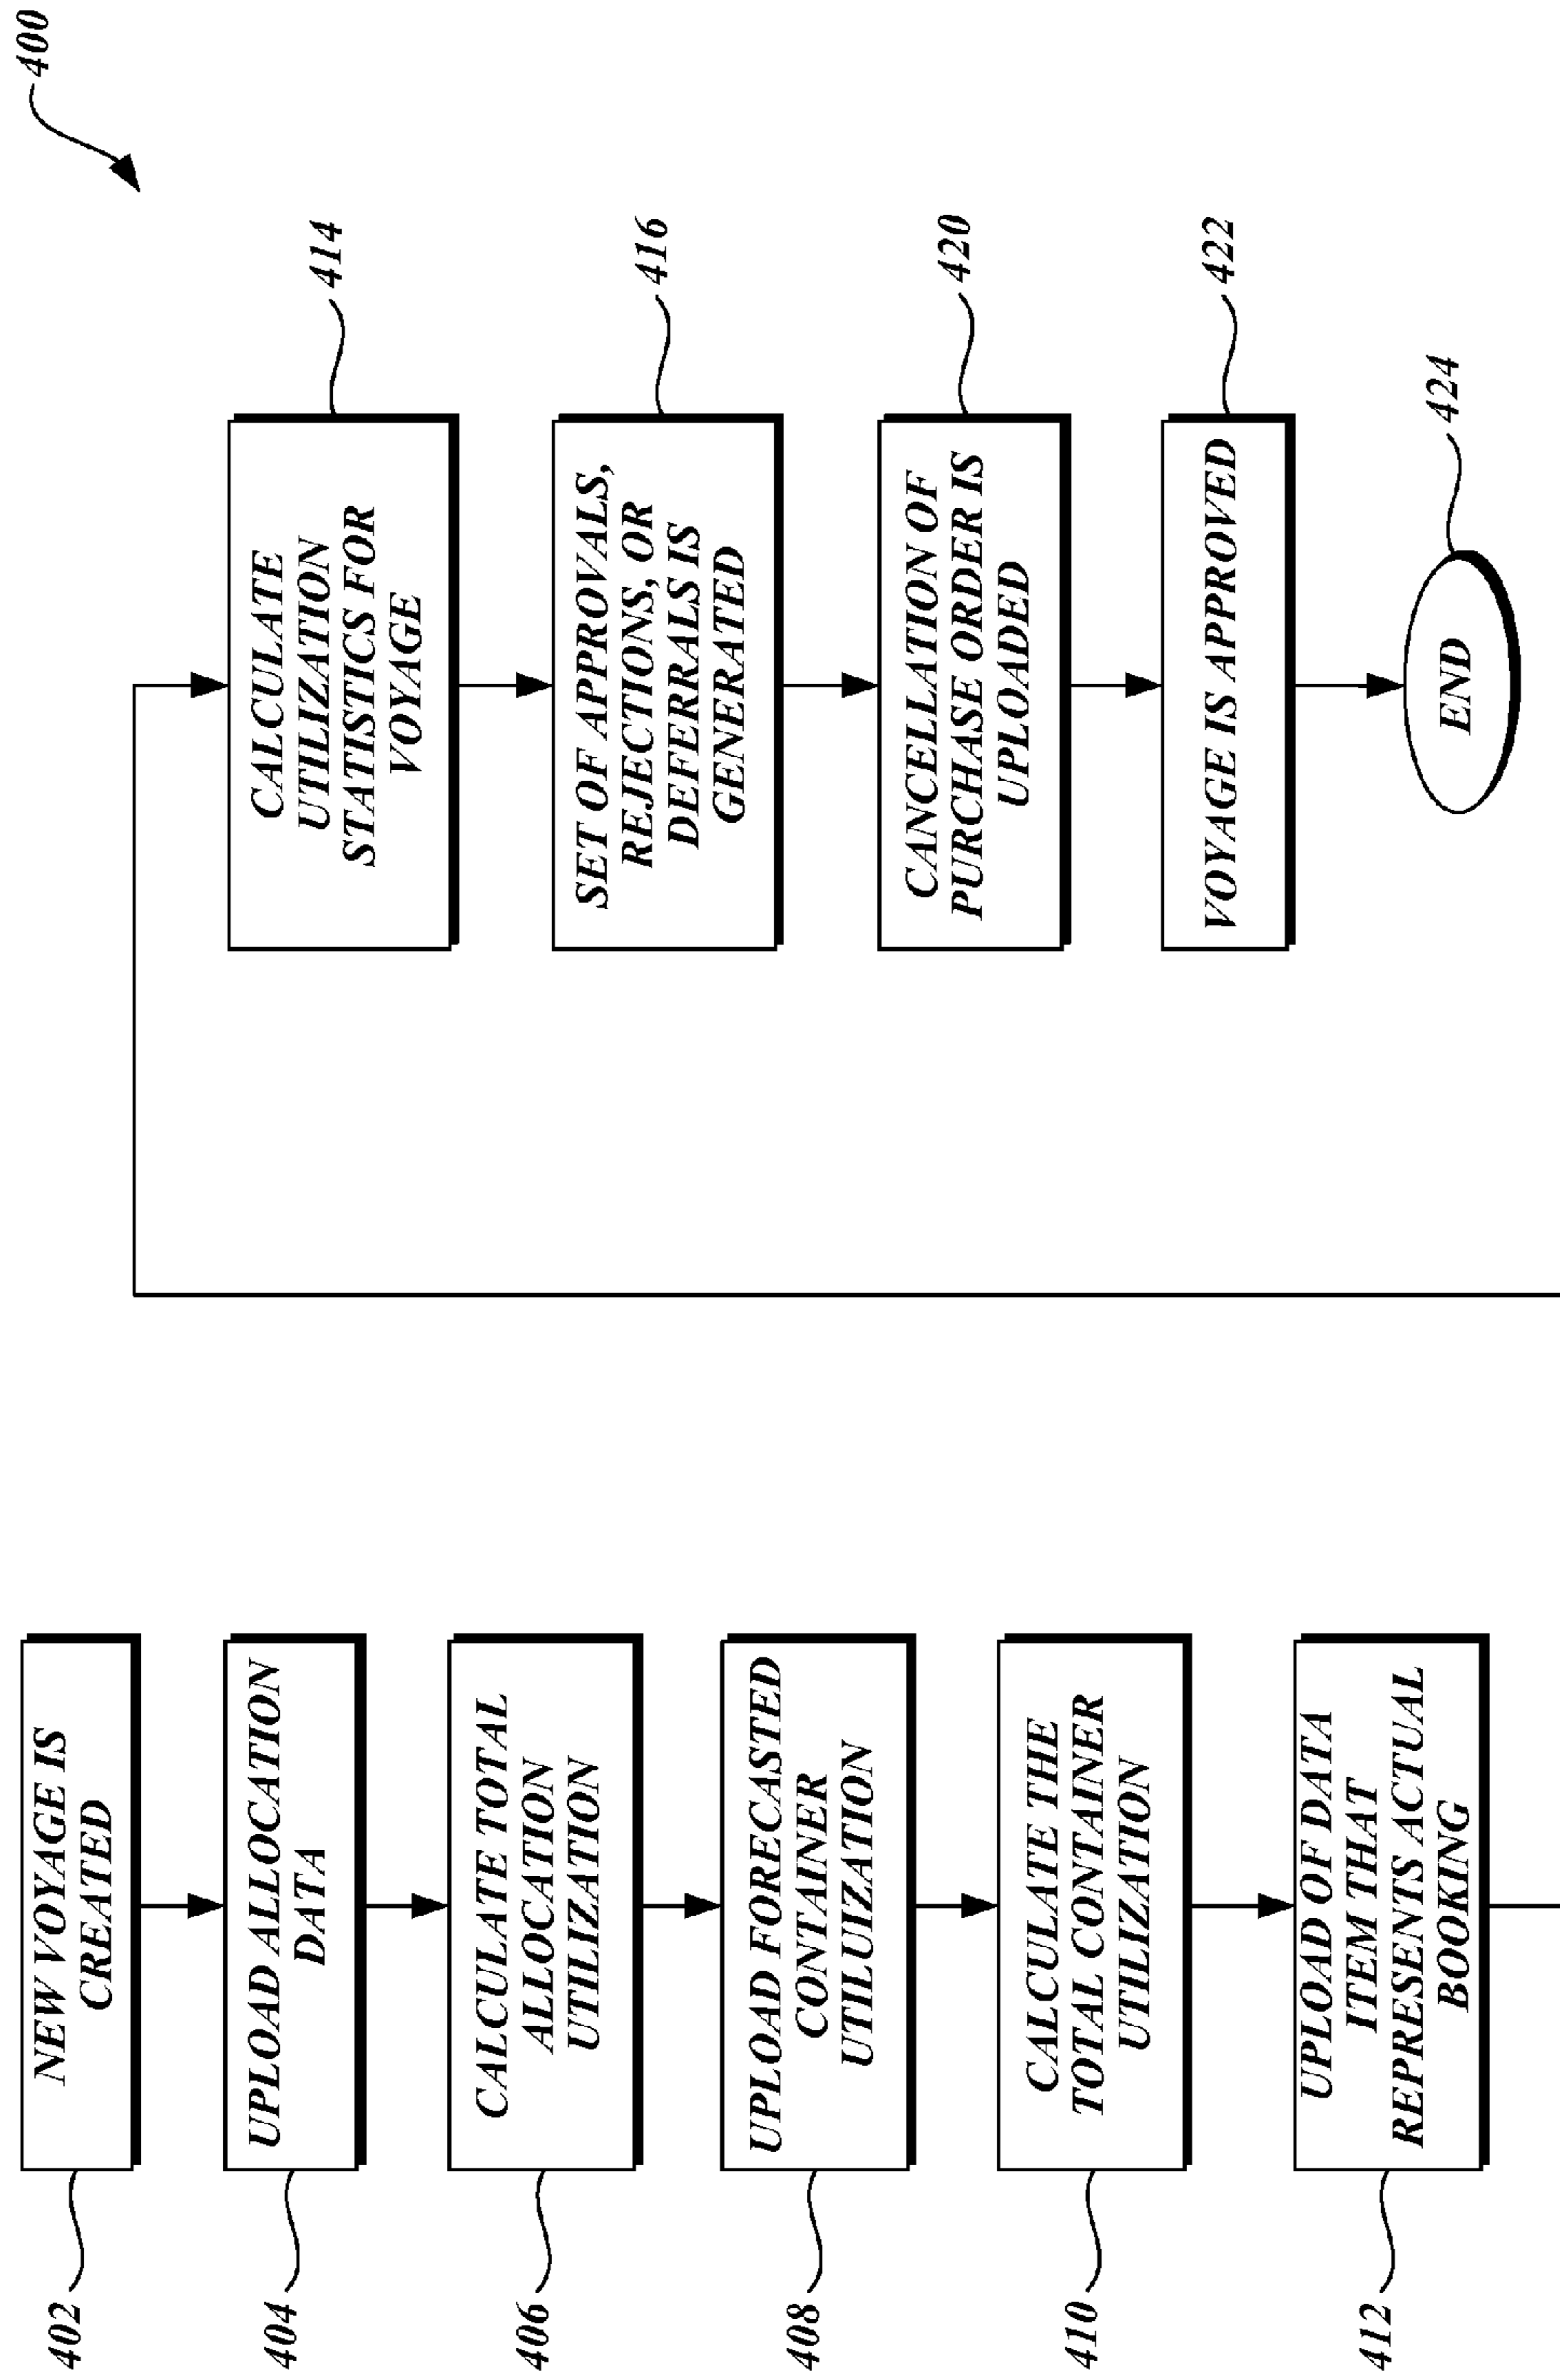 400
402
NEW VOYAGE IS
CREATED
404
UPLOAD ALLOCATION
DATA
406
CALCULATE TOTAL
ALLOCATION
UTILIZATION
408
UPLOAD FORECASTED
CONTAINER
UTILUIZATION
410
CALCULATE THE
TOTAL CONTAINER
UTILIZATION
412
UPLOAD OF DATA
ITEM THAT
REPRESENTS ACTUAL
BOOKING
CALCULATE
UTILIZATION
STATISTICS FOR
VOYAGE
414
SET OF APPROVALS,
REJECTIONS, OR
DEFERRALS IS
GENERATED
416
CANCELLATION OF
PURCHASE ORDER IS
UPLOADED
420
VOYAGE IS APPROVED
422
END
424